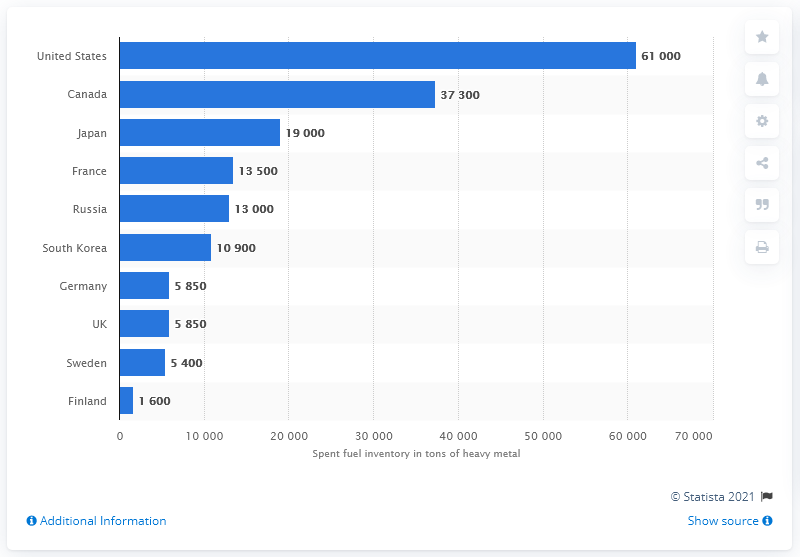 United States 61 000
Canada 37 300
Japan 19 000
France 13 500
Russia 13 000
South Korea 10 900
Germany 5 850
UK 5 850
Sweden 5 400
Finland 1 600
0 10 000 20 000 30 000 40 000 50 000 60 000 70 000
Spent fuel inventory in tons of heavy metal
© Statista 2021
Additional Information Show source